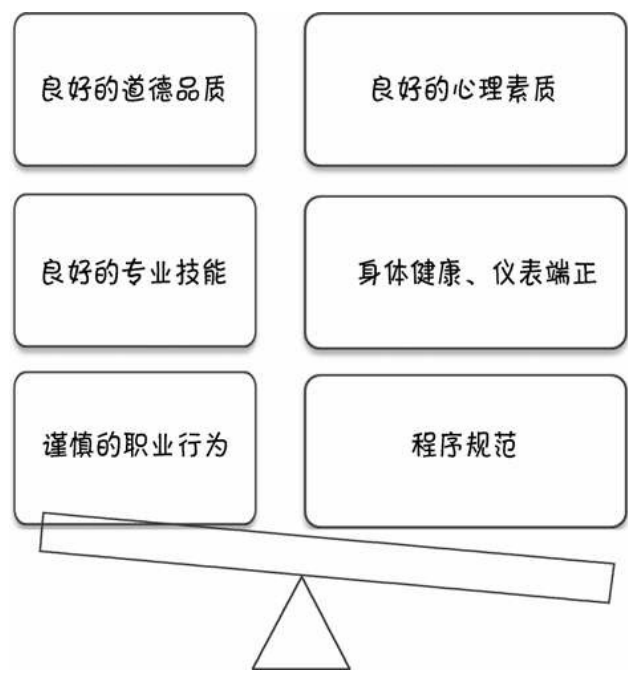 良好的道德品质
良好的心理素质
良好的专业技能
身体健康、仪表端正
谨慎的职业行为
程序规范